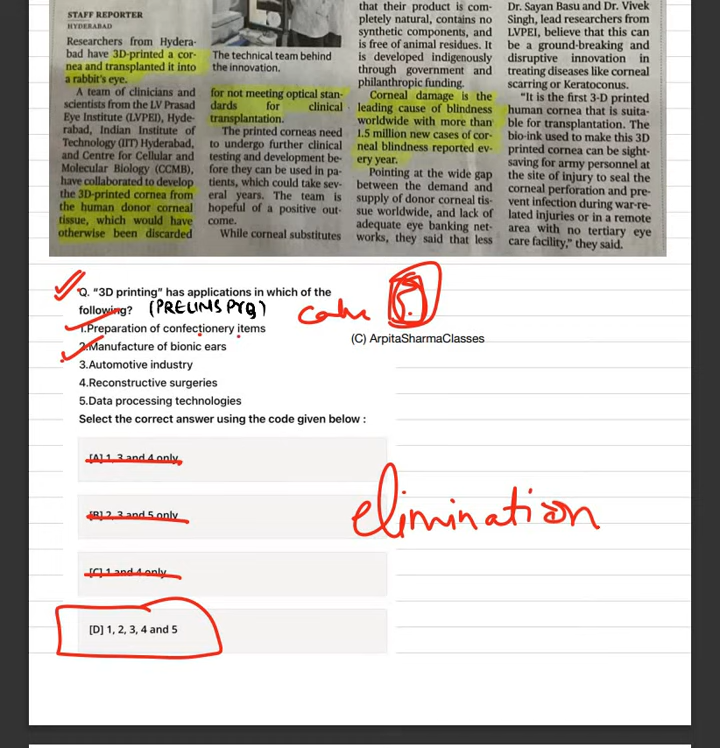 STAFF REPORTER
HYDERABAD
Researchers from Hydera-
bad have 3D-printed a cor-
nea and transplanted it into
a rabbit's eye.
A team of clinicians and
scientists from the LV Prasad
Eye Institute (LVPEI), Hyde-
rabad, Indian Institute of
Technology (IIT) Hyderabad,
and Centre for Cellular and
Molecular Biology (CCMB),
have collaborated to develop
the 3D-printed cornea from
the human donor corneal
tissue, which would have
otherwise been discarded
The technical team behind
the innovation.
for not meeting optical stan-
dards for clinical
transplantation.
The printed corneas need
to undergo further clinical
testing and development be-
fore they can be used in pa-
tients, which could take sev-
eral years. The team is
hopeful of a positive out-
come.
While corneal substitutes
that their product is com-
pletely natural, contains no
synthetic components, and
is free of animal residues. It
is developed indigenously
through government and
philanthropic funding.
Corneal damage is the
leading cause of blindness
worldwide with more than
1.5 million new cases of cor-
neal blindness reported ev-
ery year.
Pointing at the wide gap
between the demand and
supply of donor corneal tis-
sue worldwide, and lack of
adequate eye banking net-
works, they said that less
Dr. Sayan Basu and Dr. Vivek
Singh, lead researchers from
LVPEI, believe that this can
be a ground-breaking and
disruptive innovation in
treating diseases like corneal
scarring or Keratoconus.
"It is the first 3-D printed
human cornea that is suita-
ble for transplantation. The
bio-ink used to make this 3D
printed cornea can be sight-
saving for army personnel at
the site of injury to seal the
corneal perforation and pre-
vent infection during war-re-
lated injuries or in a remote
area with no tertiary eye
care facility," they said.
Q. "3D printing" has applications in which of the
following? (PRELIMS PYQ)
1.Preparation of confectionery items
2.Manufacture of bionic ears
3.Automotive industry
4.Reconstructive surgeries
5.Data processing technologies
Select the correct answer using the code given below :
cake
(C) ArpitaSharmaClasses
[A] 1, 3 and 4 only
[B] 2, 3 and 5 only
[C] 1 and 4 only
[D] 1, 2, 3, 4 and 5
elimination